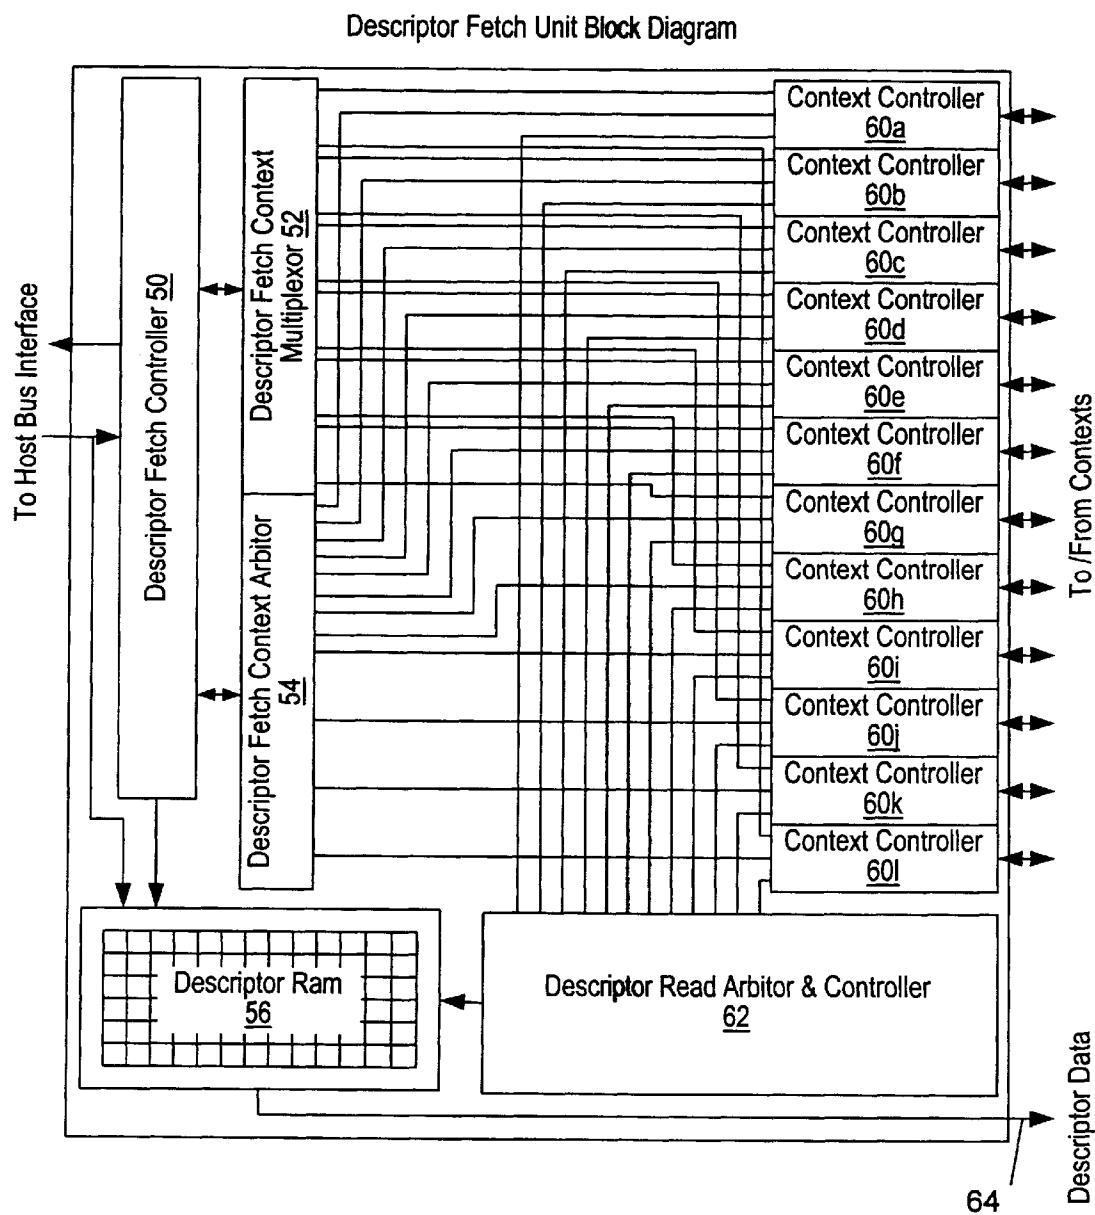 Descriptor Fetch Unit Block Diagram
To Host Bus Interface
Descriptor Fetch Controller 50
Descriptor Fetch Context
Multiplexor 52
Descriptor Fetch Context Arbitor
54
Context Controller
60a
Context Controller
60b
Context Controller
60c
Context Controller
60d
Context Controller
60e
Context Controller
60f
Context Controller
60g
Context Controller
60h
Context Controller
60i
Context Controller
60j
Context Controller
60k
Context Controller
60l
To /From Contexts
Descriptor Ram
56
Descriptor Read Arbitor & Controller
62
Descriptor Data
64